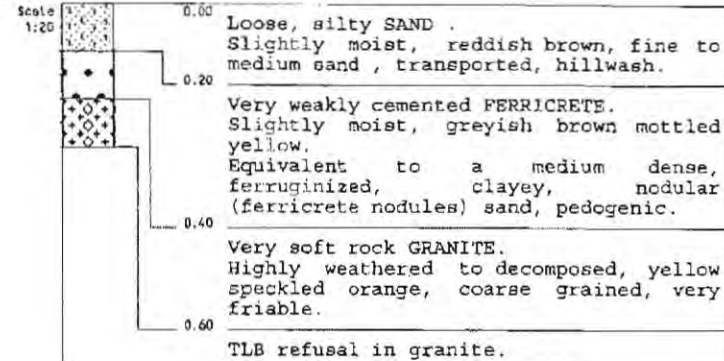 Scale
1:20
0.00
Loose, silty SAND .
Slightly moist, reddish brown, fine to
medium sand , transported, hillwash.
0.20
Very weakly cemented FERRICRETE.
Slightly moist, greyish brown mottled
yellow.
Equivalent to a medium dense,
ferruginized, clayey, nodular
(ferricrete nodules) sand, pedogenic.
0.40
Very soft rock GRANITE.
Highly weathered to decomposed, yellow
speckled orange, coarse grained, very
friable.
0.60
TLB refusal in granite.